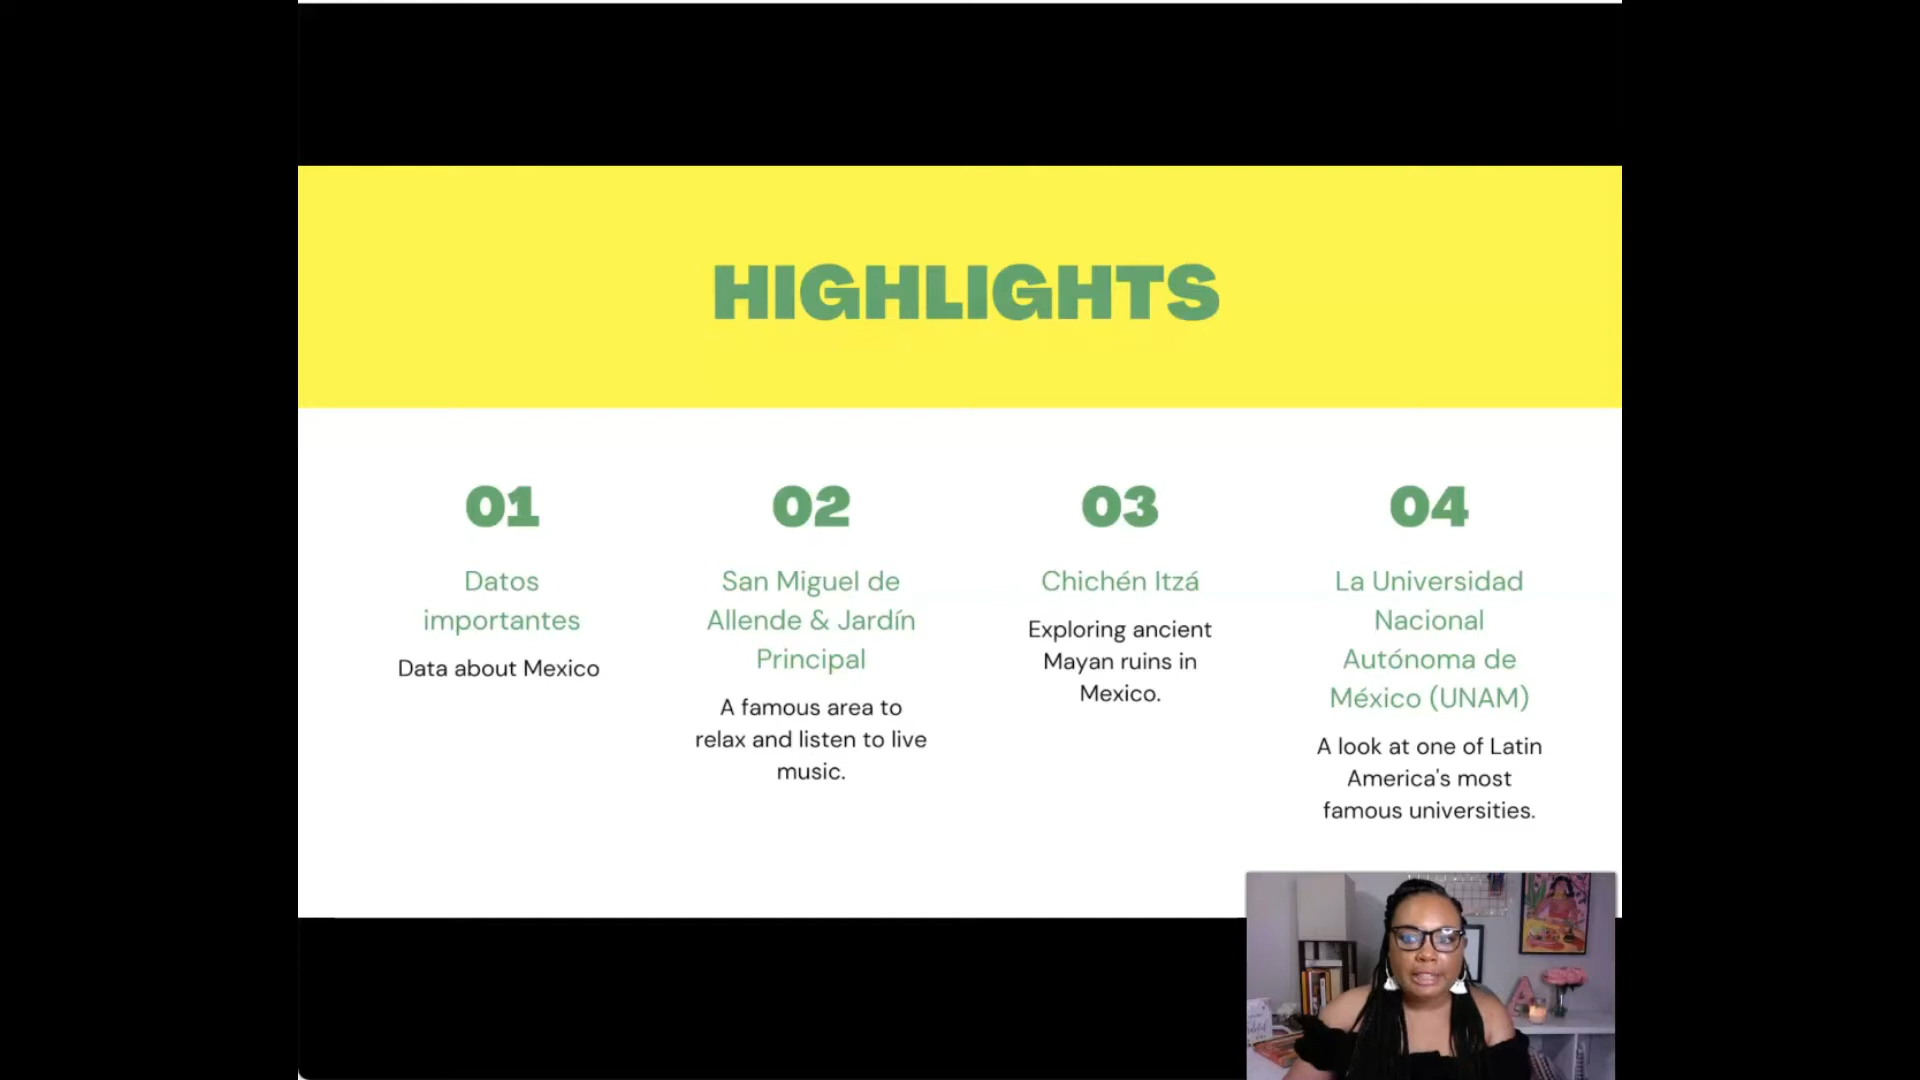 HIGHLIGHTS
01
Datos
importantes
Data about Mexico
02
San Miguel de
Allende & Jardín
Principal
A famous area to
relax and listen to live
music.
03
Chichén Itzá
Exploring ancient
Mayan ruins in
Mexico.
04
La Universidad
Nacional
Autónoma de
México (UNAM)
A look at one of Latin
America's most
famous universities.